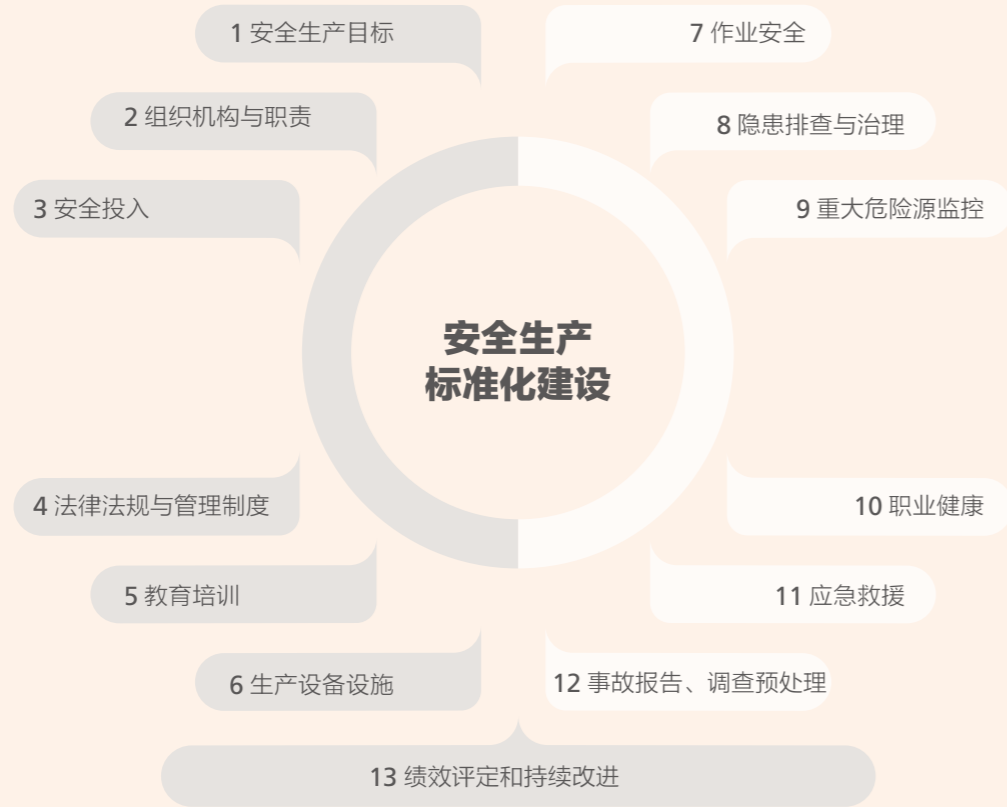 1 安全生产目标
2 组织机构与职责
3 安全投入
4 法律法规与管理制度
5 教育培训
6 生产设备设施
安全生产
标准化建设
7 作业安全
8 隐患排查与治理
9 重大危险源监控
10 职业健康
11 应急救援
12 事故报告、调查预处理
13 绩效评定和持续改进